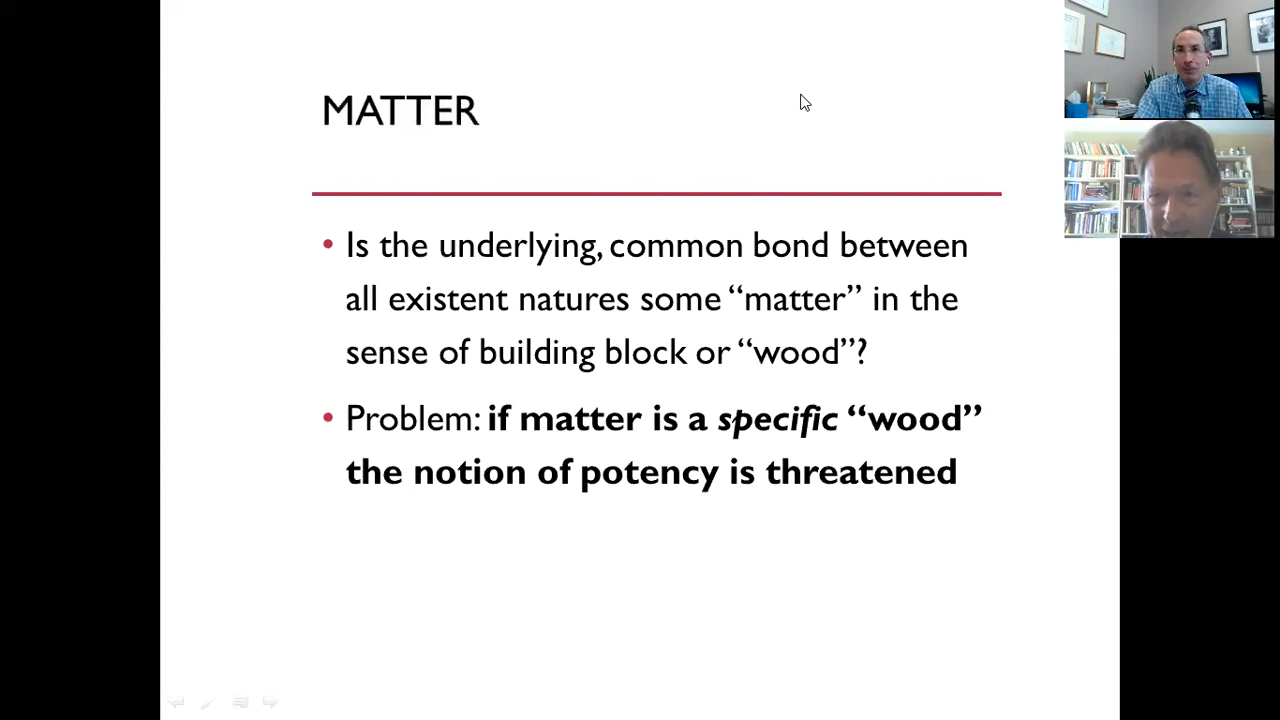 MATTER
• Is the underlying, common bond between
all existent natures some “matter” in the
sense of building block or “wood”?
• Problem: if matter is a specific “wood”
the notion of potency is threatened